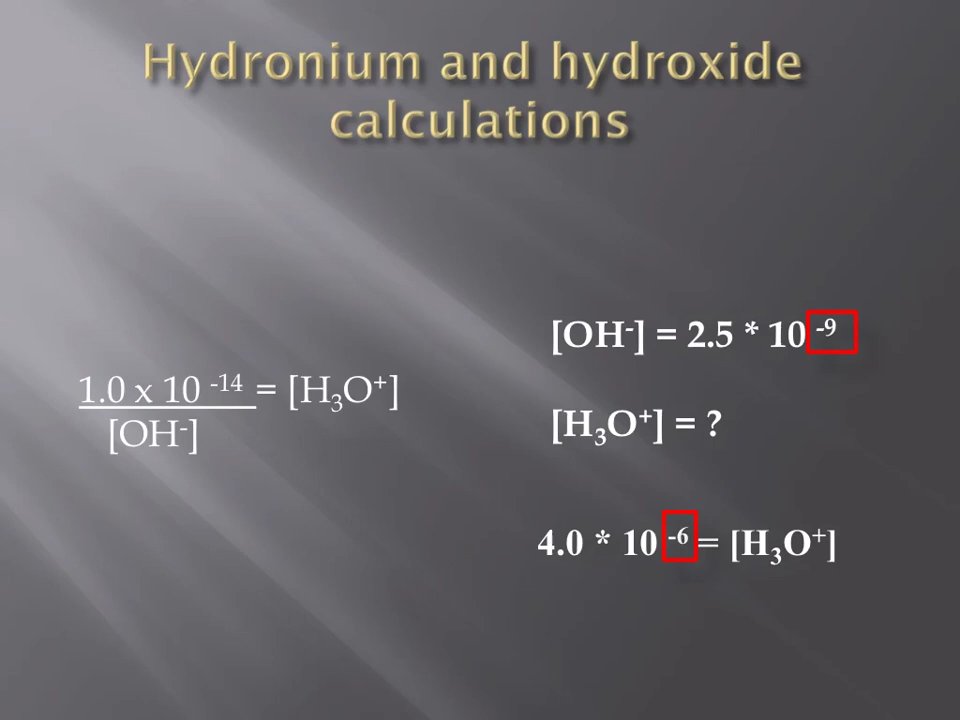 Hydronium and hydroxide
calculations
1.0 x 10 ⁻¹⁴ = [H₃O⁺]
[OH⁻]
[OH⁻] = 2.5 * 10 ⁻⁹
[H₃O⁺] = ?
4.0 * 10 ⁻⁶ = [H₃O⁺]